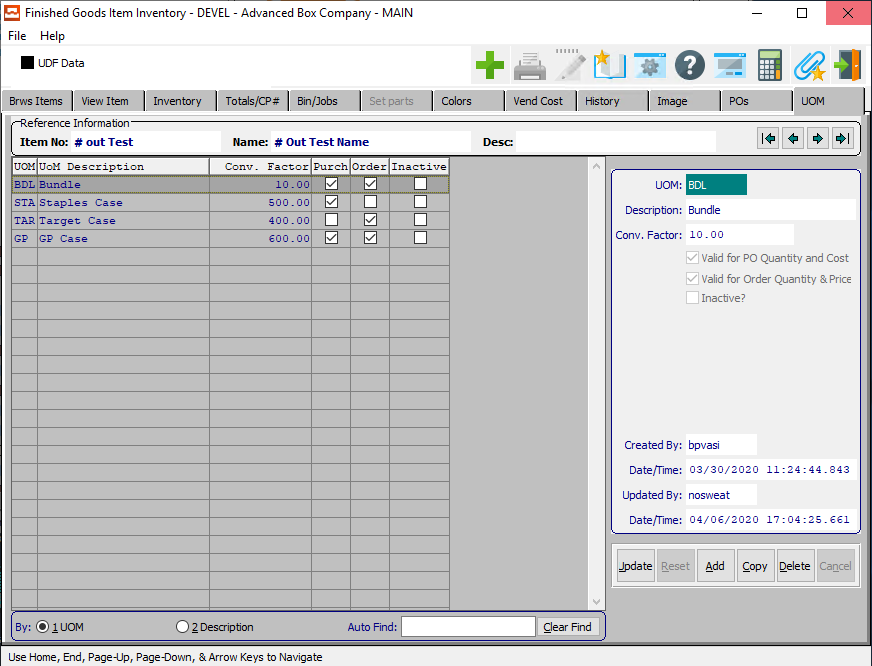 Finished Goods Item Inventory - DEVEL - Advanced Box Company - MAIN
File Help
UDF Data
Brws Items View Item Inventory Totals/CP# Bin/Jobs Set parts Colors Vend Cost History Image POs UOM
Reference Information
Item No: # out Test Name: # Out Test Name Desc:
UOM UoM Description Conv. Factor Purch Order Inactive
BDL Bundle 10.00
STA Staples Case 500.00
TAR Target Case 400.00
GP GP Case 600.00
UOM: BDL
Description: Bundle
Conv. Factor: 10.00
Valid for PO Quantity and Cost
Valid for Order Quantity & Price
Inactive?
Created By: bpvasi
Date/Time: 03/30/2020 11:24:44.843
Updated By: nosweat
Date/Time: 04/06/2020 17:04:25.661
Update Reset Add Copy Delete Cancel
By: 1 UOM 2 Description Auto Find: Clear Find
Use Home, End, Page-Up, Page-Down, & Arrow Keys to Navigate